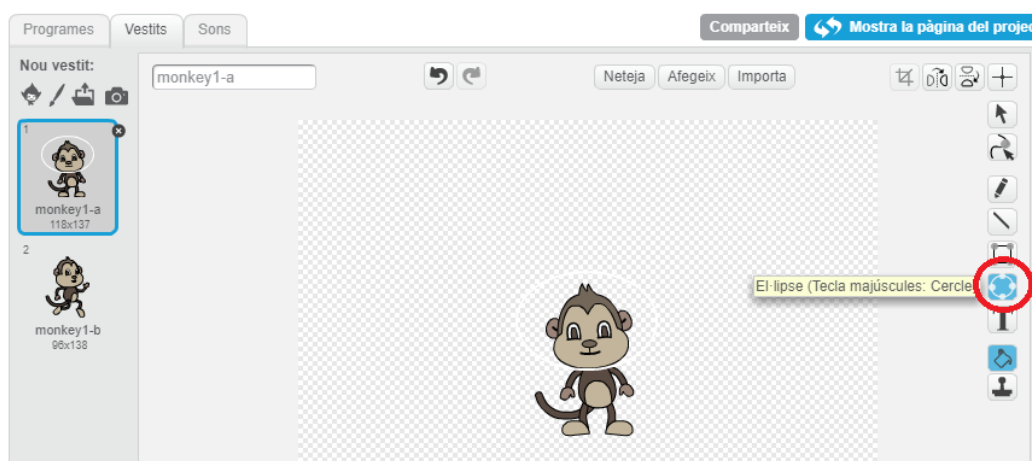 Programes Vestits Sons
Comparteix Mostra la pàgina del projec
Nou vestit:
monkey1-a
Neteja Afegeix Importa
1
monkey1-a
118x137
2
monkey1-b
96x138
El·lipse (Tecla majúscules: Cercle
T